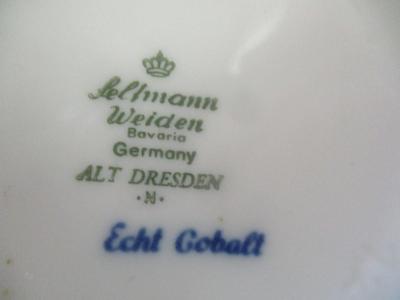 Seltmann
Weiden
Bavaria
Germany
ALT DRESDEN
·N·
Echt Cobalt